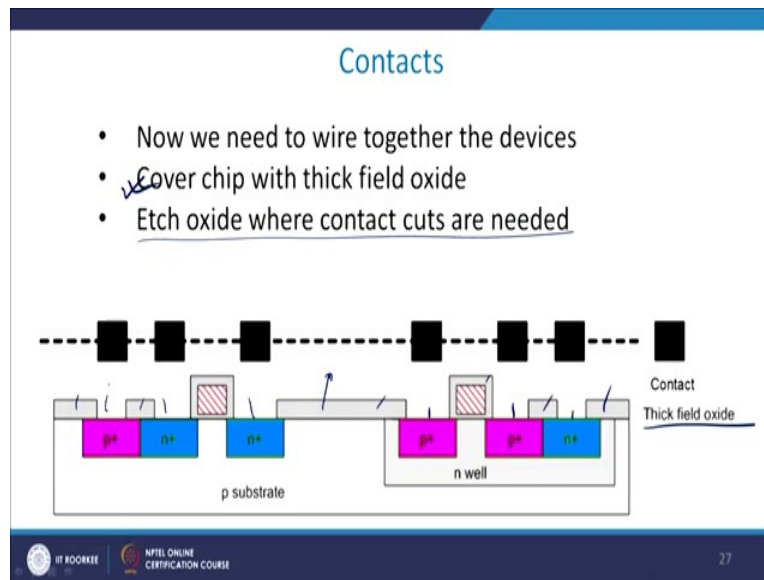 Contacts
• Now we need to wire together the devices
• Cover chip with thick field oxide
• Etch oxide where contact cuts are needed
Contact
Thick field oxide
p+ n+ n+ p+ p+ n+
n well
p substrate
IIT ROORKEE NPTEL ONLINE CERTIFICATION COURSE 27